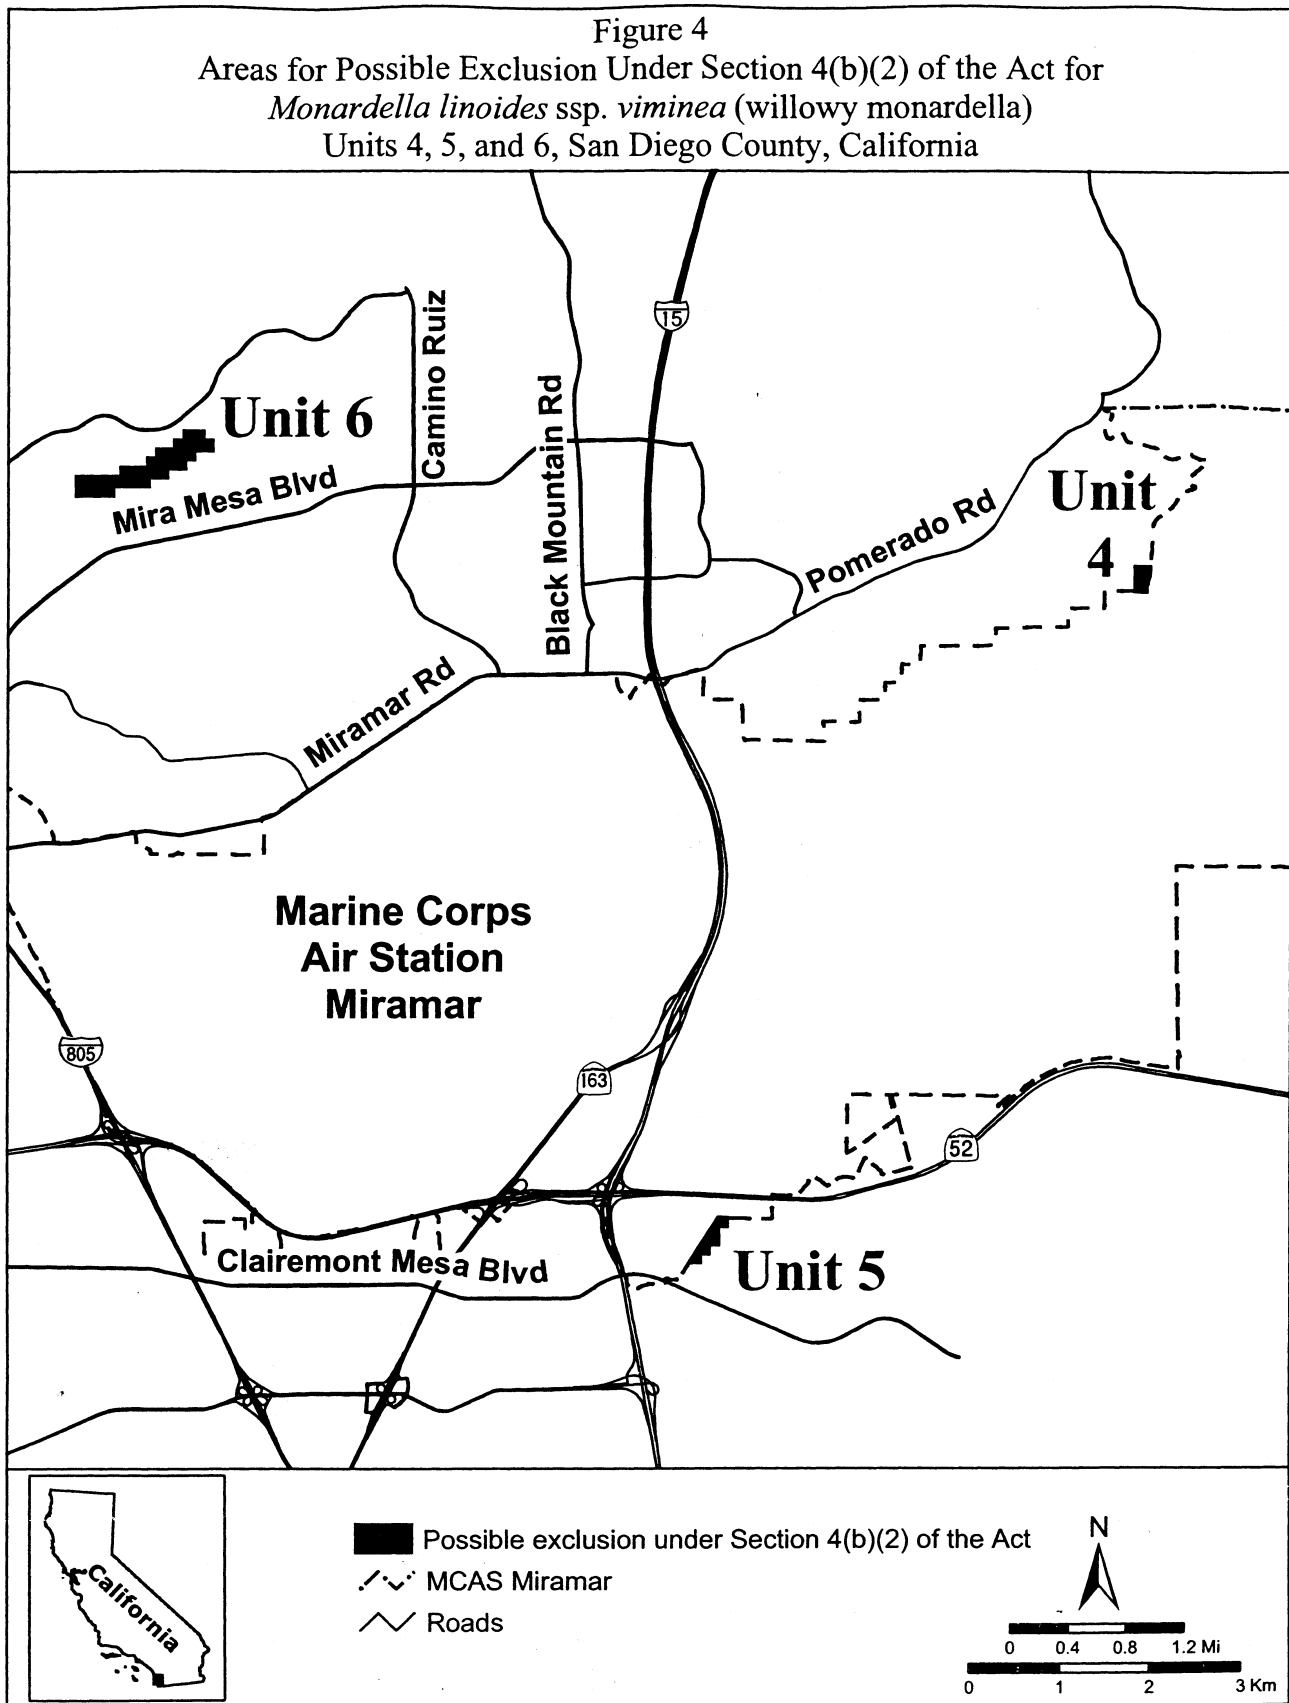 Figure 4
Areas for Possible Exclusion Under Section 4(b)(2) of the Act for
Monardella linoides ssp. viminea (willowy monardella)
Units 4, 5, and 6, San Diego County, California
15
Camino Ruiz
Unit 6
Black Mountain Rd
Mira Mesa Blvd
Unit
4
Pomerado Rd
Miramar Rd
Marine Corps
Air Station
Miramar
805
163
52
Clairemont Mesa Blvd
Unit 5
California
Possible exclusion under Section 4(b)(2) of the Act
MCAS Miramar
Roads
N
0 0.4 0.8 1.2 Mi
0 1 2 3 Km